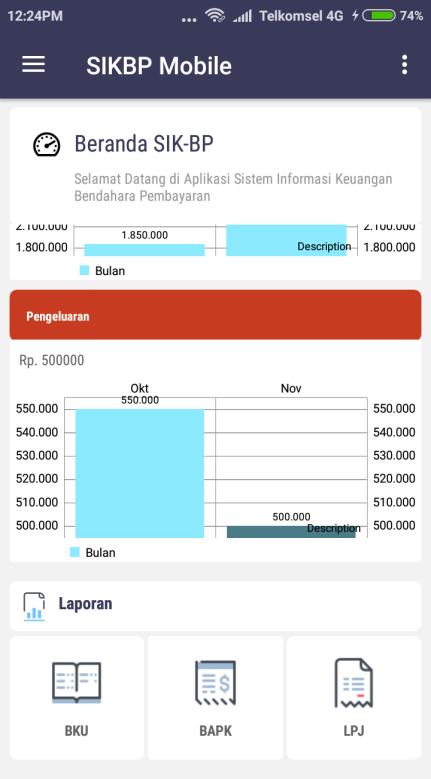 12:24PM ... Telkomsel 4G 74%
SIKBP Mobile
Beranda SIK-BP
Selamat Datang di Aplikasi Sistem Informasi Keuangan
Bendahara Pembayaran
2.100.000 2.100.000
1.850.000
1.800.000 Description 1.800.000
Bulan
Pengeluaran
Rp. 500000
Okt Nov
550.000
550.000 550.000
540.000 540.000
530.000 530.000
520.000 520.000
510.000 510.000
500.000
500.000 Description 500.000
Bulan
Laporan
BKU BAPK LPJ